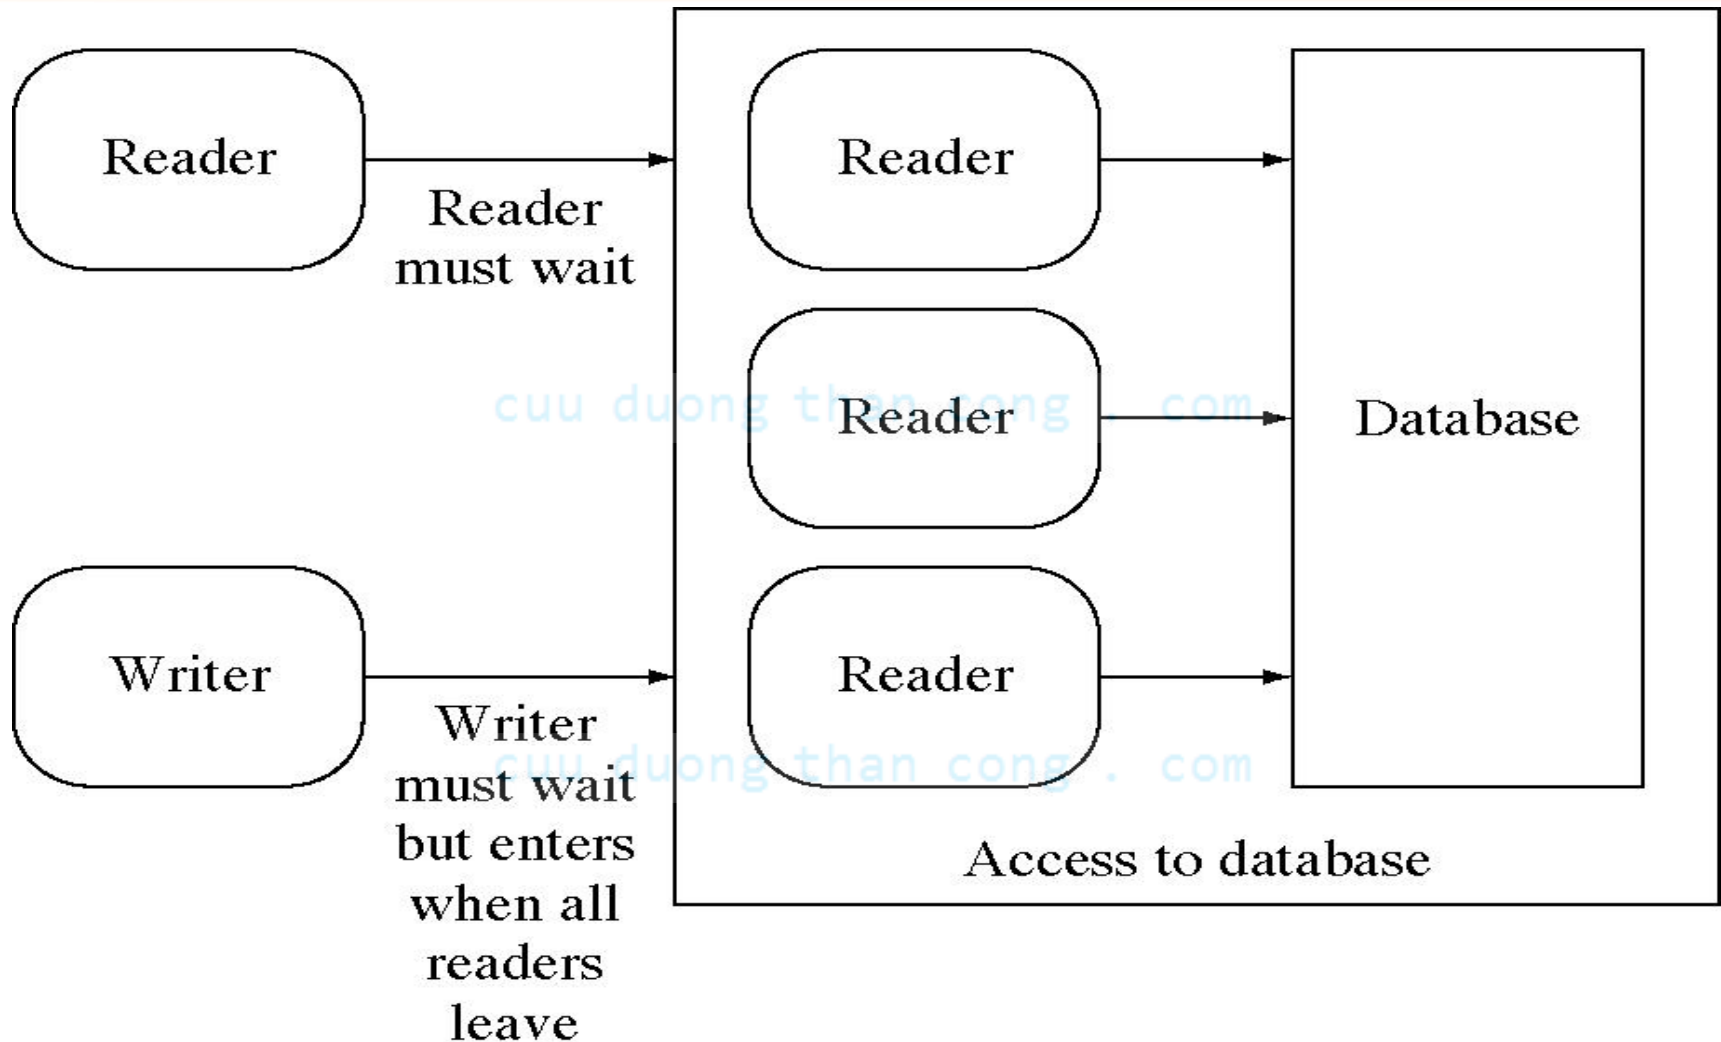 Reader
Reader
must wait
Reader
Reader
cuu duong than cong . com
Database
Writer
Writer
must wait
but enters
when all
readers
leave
Reader
cuu duong than cong . com
Access to database